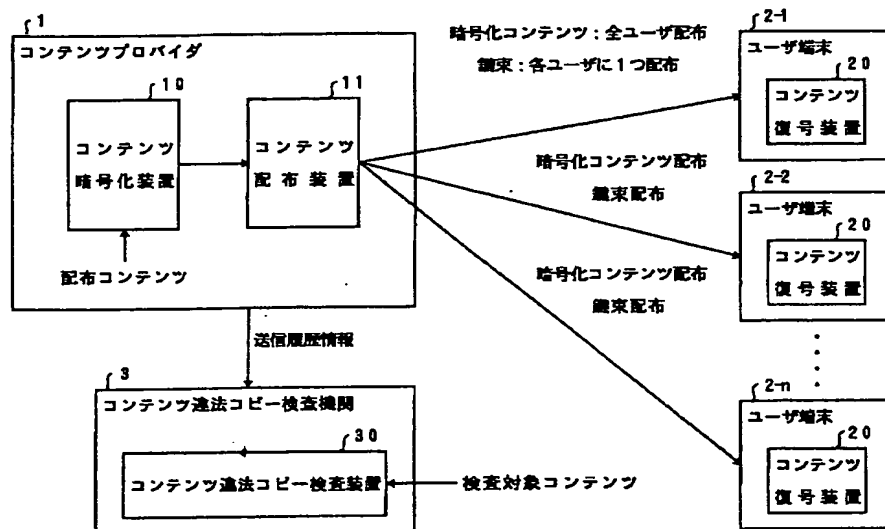 1
コンテンツプロバイダ
10
コンテンツ
暗号化装置
11
コンテンツ
配布装置
配布コンテンツ
暗号化コンテンツ:全ユーザ配布
鍵束:各ユーザに1つ配布
暗号化コンテンツ配布
鍵束配布
暗号化コンテンツ配布
鍵束配布
2-1
ユーザ端末
20
コンテンツ
復号装置
2-2
ユーザ端末
20
コンテンツ
復号装置
2-n
ユーザ端末
20
コンテンツ
復号装置
送信履歴情報
3
コンテンツ違法コピー検査機関
30
コンテンツ違法コピー検査装置
検査対象コンテンツ